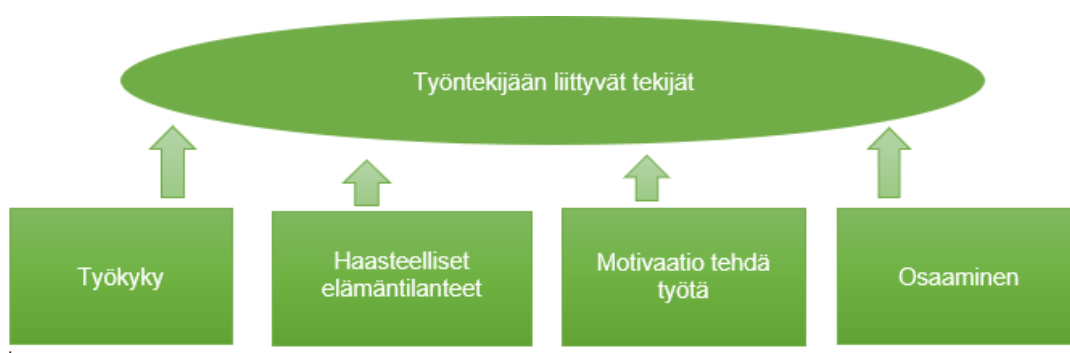 Työntekijään liittyvät tekijät
Työkyky
Haasteelliset
elämäntilanteet
Motivaatio tehdä
työtä
Osaaminen